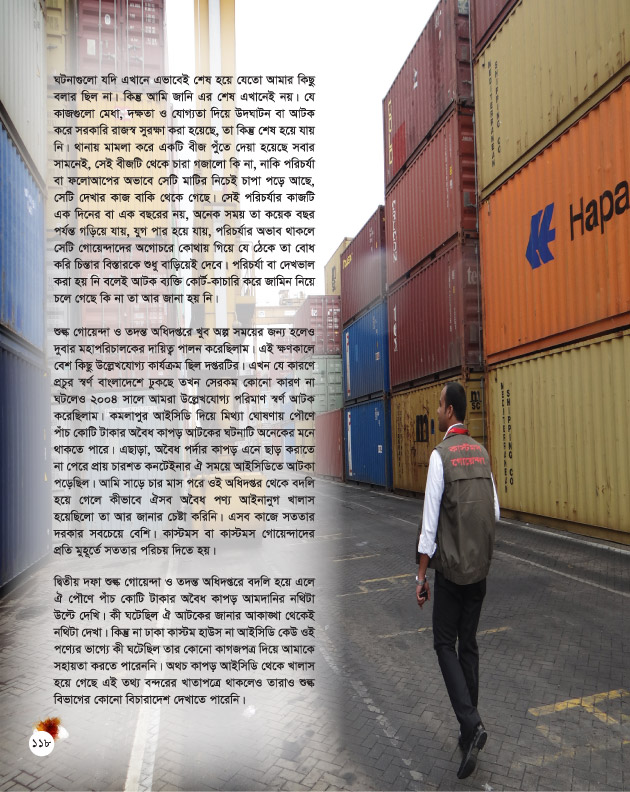 ঘটনাগুলো যদি এখানে এভাবেই শেষ হয়ে যেতো আমার কিছু
বলার ছিল না। কিন্তু আমি জানি এর শেষ এখানেই নয়। যে
কাজগুলো মেধা, দক্ষতা ও যোগ্যতা দিয়ে উদঘাটন বা আটক
করে সরকারি রাজস্ব সুরক্ষা করা হয়েছে, তা কিন্তু শেষ হয়ে যায়
নি। থানায় মামলা করে একটি বীজ পুঁতে দেয়া হয়েছে সবার
সামনেই, সেই বীজটি থেকে চারা গজালো কি না, নাকি পরিচর্যা
বা ফলোআপের অভাবে সেটি মাটির নিচেই চাপা পড়ে আছে,
সেটি দেখার কাজ বাকি থেকে গেছে। সেই পরিচর্যার কাজটি
এক দিনের বা এক বছরের নয়, অনেক সময় তা কয়েক বছর
পর্যন্ত গড়িয়ে যায়, যুগ পার হয়ে যায়, পরিচর্যার অভাব থাকলে
সেটি গোয়েন্দাদের অগোচরে কোথায় গিয়ে যে ঠেকে তা বোধ
করি চিন্তার বিস্তারকে শুধু বাড়িয়েই দেবে। পরিচর্যা বা দেখভাল
করা হয় নি বলেই আটক ব্যক্তি কোর্ট-কাচারি করে জামিন নিয়ে
চলে গেছে কি না তা আর জানা হয় নি।
শুল্ক গোয়েন্দা ও তদন্ত অধিদপ্তরে খুব অল্প সময়ের জন্য হলেও
দুবার মহাপরিচালকের দায়িত্ব পালন করেছিলাম। এই ক্ষণকালে
বেশ কিছু উল্লেখযোগ্য কার্যক্রম ছিল দপ্তরটির। এখন যে কারণে
প্রচুর স্বর্ণ বাংলাদেশে ঢুকছে তখন সেরকম কোনো কারণ না
ঘটলেও ২০০৪ সালে আমরা উল্লেখযোগ্য পরিমাণ স্বর্ণ আটক
করেছিলাম। কমলাপুর আইসিডি দিয়ে মিথ্যা ঘোষণায় পৌণে
পাঁচ কোটি টাকার অবৈধ কাপড় আটকের ঘটনাটি অনেকের মনে
থাকতে পারে। এছাড়া, অবৈধ পর্দার কাপড় এনে ছাড় করাতে
না পেরে প্রায় চারশত কনটেইনার ঐ সময়ে আইসিডিতে আটকা
পড়েছিল। আমি সাড়ে চার মাস পরে ওই অধিদপ্তর থেকে বদলি
হয়ে গেলে কীভাবে ঐসব অবৈধ পণ্য আইনানুগ খালাস
হয়েছিলো তা আর জানার চেষ্টা করিনি। এসব কাজে সততার
দরকার সবচেয়ে বেশি। কাস্টমস বা কাস্টমস গোয়েন্দাদের
প্রতি মুহূর্তে সততার পরিচয় দিতে হয়।
দ্বিতীয় দফা শুল্ক গোয়েন্দা ও তদন্ত অধিদপ্তরে বদলি হয়ে এলে
ঐ পৌণে পাঁচ কোটি টাকার অবৈধ কাপড় আমদানির নথিটা
উল্টে দেখি। কী ঘটেছিল ঐ আটকের জানার আকাঙ্খা থেকেই
নথিটা দেখা। কিন্তু না ঢাকা কাস্টম হাউস না আইসিডি কেউ ওই
পণ্যের ভাগ্যে কী ঘটেছিল তার কোনো কাগজপত্র দিয়ে আমাকে
সহায়তা করতে পারেননি। অথচ কাপড় আইসিডি থেকে খালাস
হয়ে গেছে এই তথ্য বন্দরের খাতাপত্রে থাকলেও তারাও শুল্ক
বিভাগের কোনো বিচারাদেশ দেখাতে পারেনি।
১১৮
Hapa
কাস্টমস
গোয়েন্দা